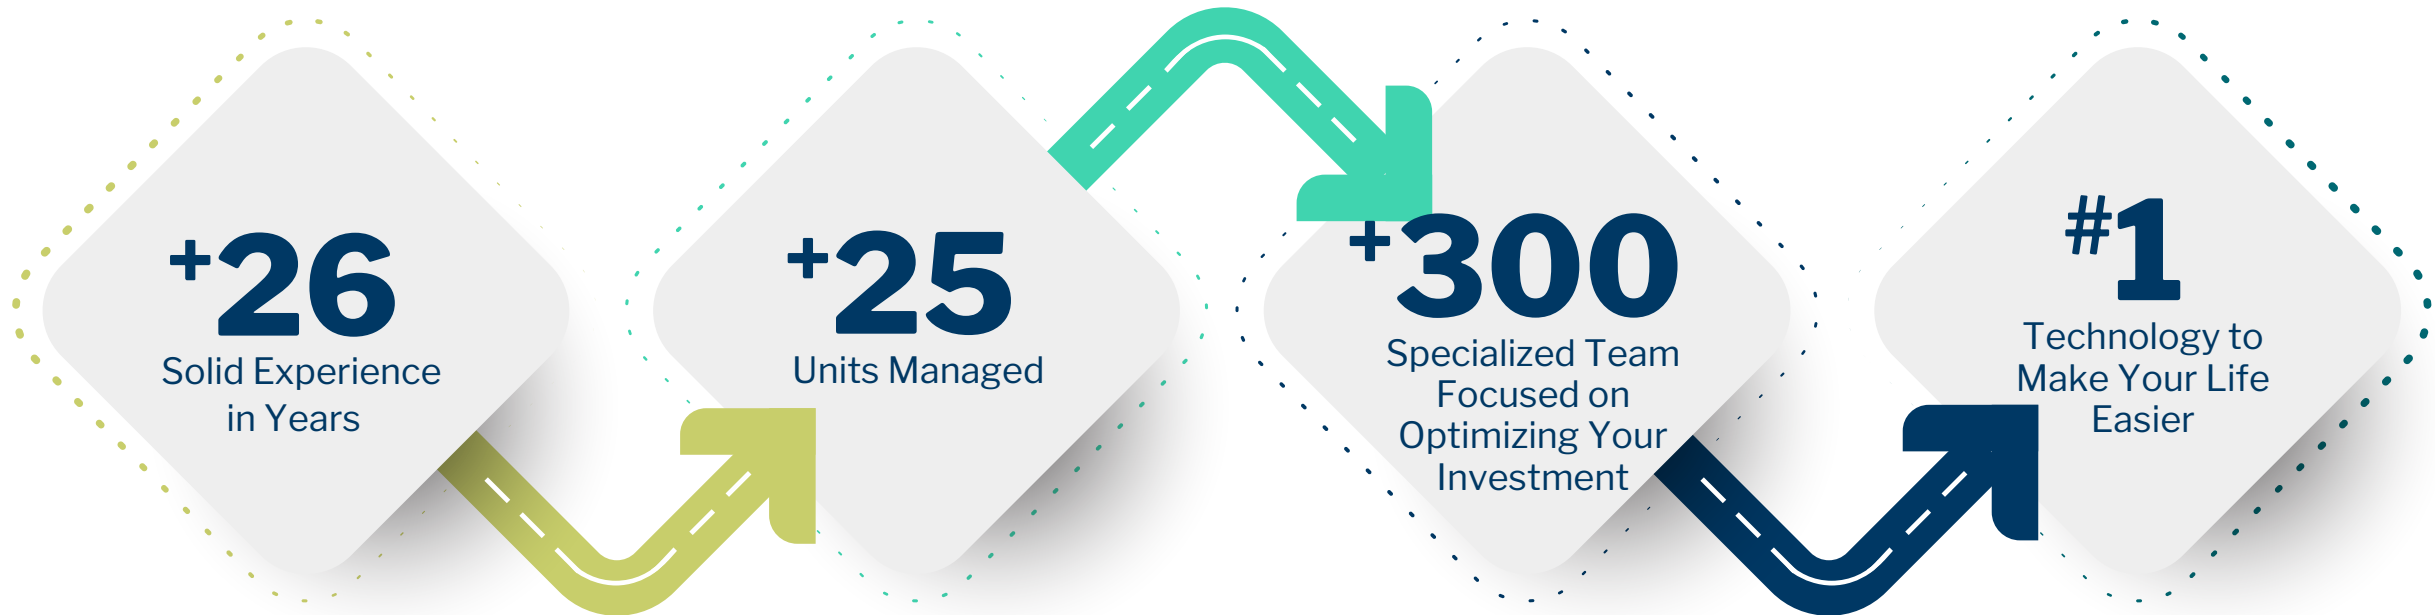 +26
Solid Experience
in Years
+25
Units Managed
+300
Specialized Team
Focused on
Optimizing Your
Investment
#1
Technology to
Make Your Life
Easier